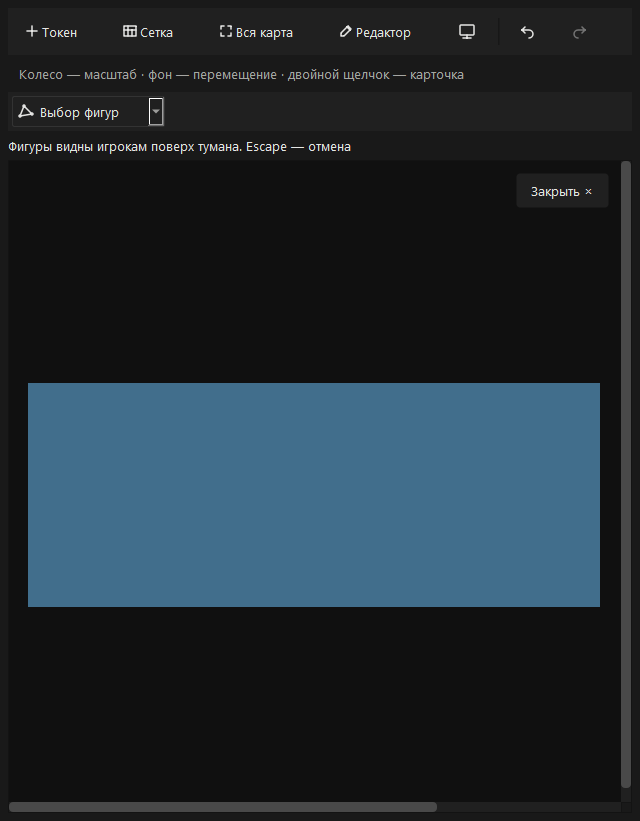 Токен Сетка Вся карта Редактор
Колесо — масштаб · фон — перемещение · двойной щелчок — карточка
Выбор фигур
Фигуры видны игрокам поверх тумана. Escape — отмена
Закрыть ×